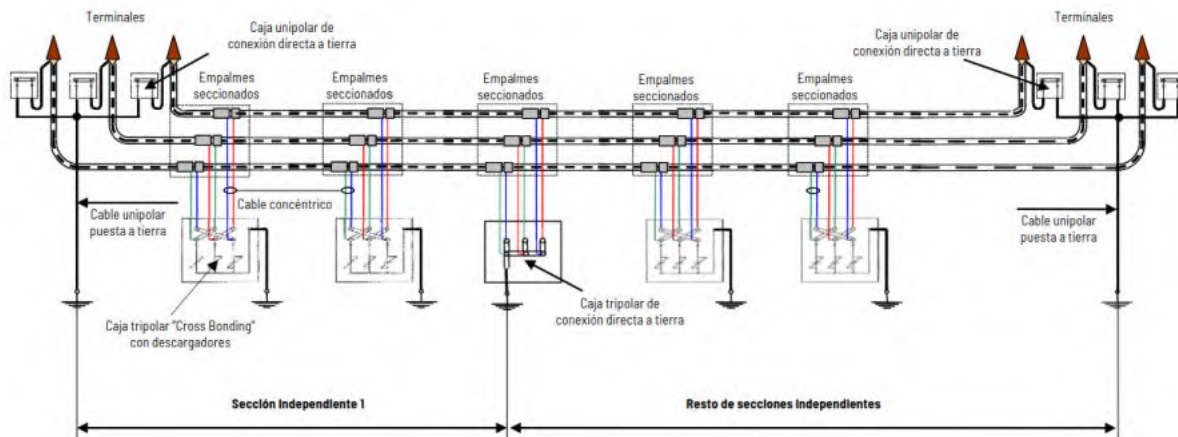 Terminales
Caja unipolar de
conexión directa a tierra
Terminales
Caja unipolar de
conexión directa a tierra
Empalmes
seccionados
Empalmes
seccionados
Empalmes
seccionados
Empalmes
seccionados
Empalmes
seccionados
Cable unipolar
puesta a tierra
Cable concéntrico
Cable unipolar
puesta a tierra
Caja tripolar "Cross Bonding"
con descargadores
Caja tripolar de
conexión directa a tierra
Sección Independiente 1
Resto de secciones Independientes